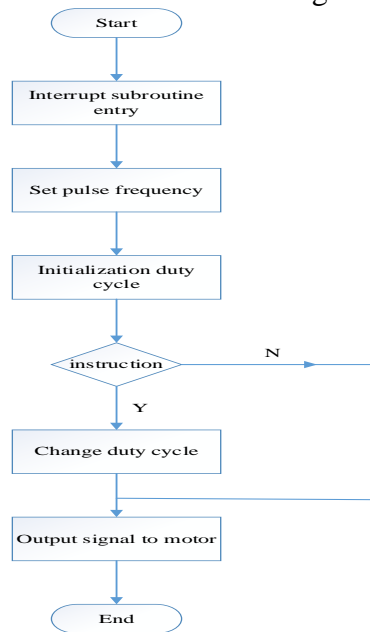 Start
Interrupt subroutine
entry
Set pulse frequency
Initialization duty
cycle
instruction
N
Y
Change duty cycle
Output signal to motor
End